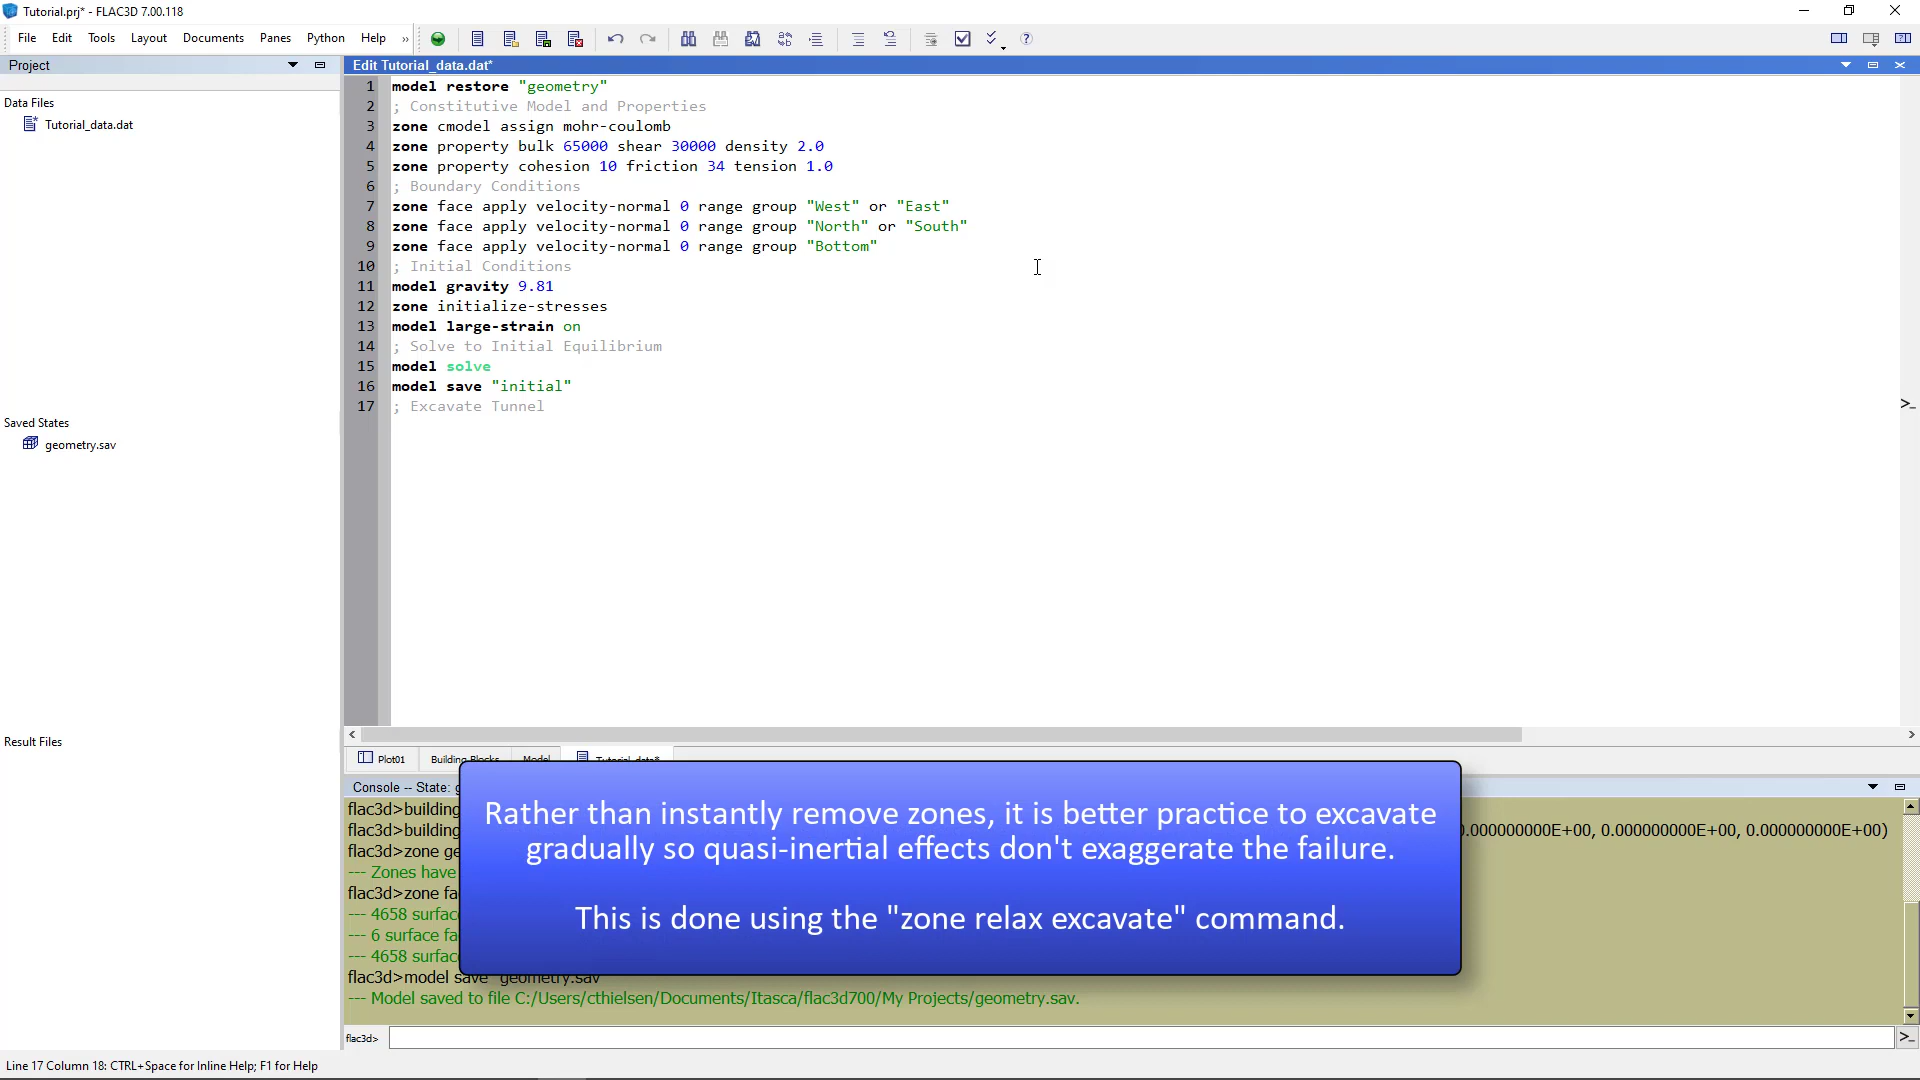 Tutorial.prj* - FLAC3D 7.00.118
File Edit Tools Layout Documents Panes Python Help »
Project
Edit Tutorial_data.dat*
Data Files
Tutorial_data.dat
Saved States
geometry.sav
Result Files
1 model restore "geometry"
2 ; Constitutive Model and Properties
3 zone cmodel assign mohr-coulomb
4 zone property bulk 65000 shear 30000 density 2.0
5 zone property cohesion 10 friction 34 tension 1.0
6 ; Boundary Conditions
7 zone face apply velocity-normal 0 range group "West" or "East"
8 zone face apply velocity-normal 0 range group "North" or "South"
9 zone face apply velocity-normal 0 range group "Bottom"
10 ; Initial Conditions
11 model gravity 9.81
12 zone initialize-stresses
13 model large-strain on
14 ; Solve to Initial Equilibrium
15 model solve
16 model save "initial"
17 ; Excavate Tunnel
Plot01 Building Blocks Model Tutorial_data*
Console -- State: g
flac3d>building
flac3d>building .000000000E+00, 0.000000000E+00, 0.000000000E+00)
flac3d>zone ge
--- Zones have
flac3d>zone fa
--- 4658 surfac
--- 6 surface fa
--- 4658 surfac
flac3d>model save "geometry.sav"
--- Model saved to file C:/Users/cthielsen/Documents/Itasca/flac3d700/My Projects/geometry.sav.
Rather than instantly remove zones, it is better practice to excavate
gradually so quasi-inertial effects don't exaggerate the failure.
This is done using the "zone relax excavate" command.
flac3d>
Line 17 Column 18: CTRL+Space for Inline Help; F1 for Help